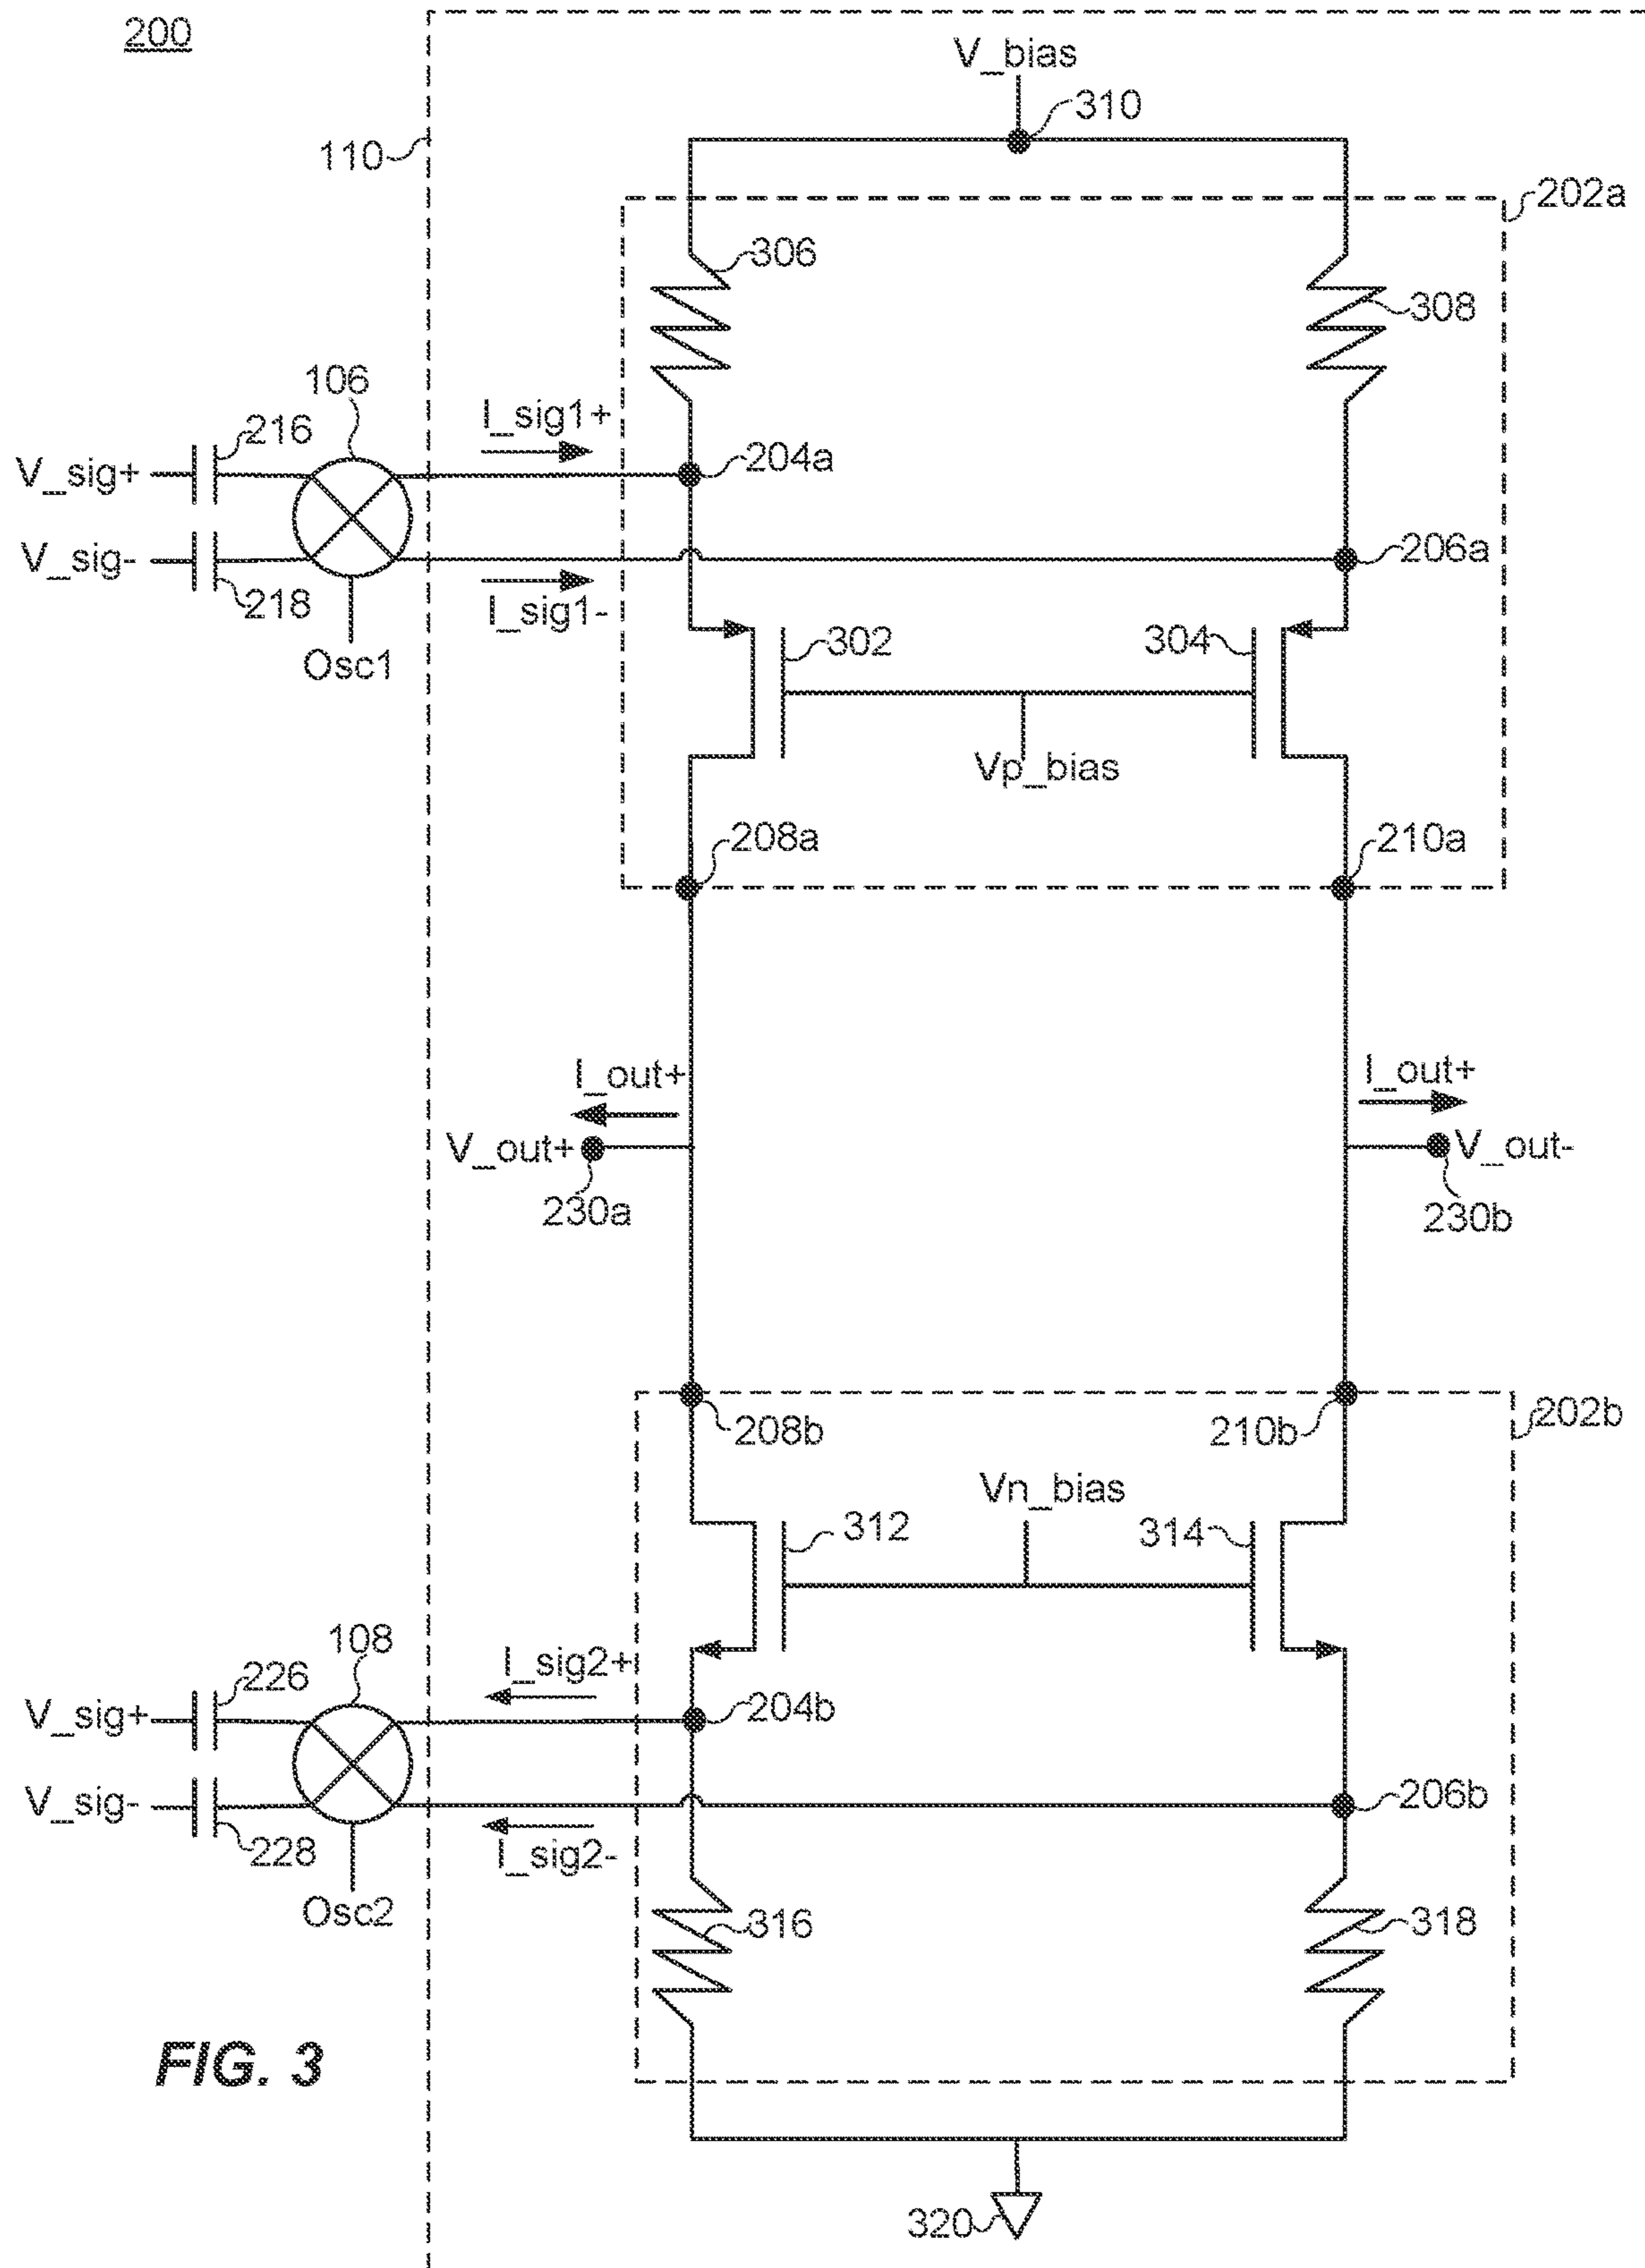 200
V_bias
310
110
202a
306
308
106
I_sig1+
216
204a
V_sig+
V_sig-
206a
218
I_sig1-
302
304
Osc1
Vp_bias
208a
210a
I_out+
I_out+
V_out+
V_out-
230a
230b
208b
210b
202b
Vn_bias
312
314
108
I_sig2+
226
204b
V_sig+
V_sig-
206b
228
I_sig2-
Osc2
316
318
FIG. 3
320